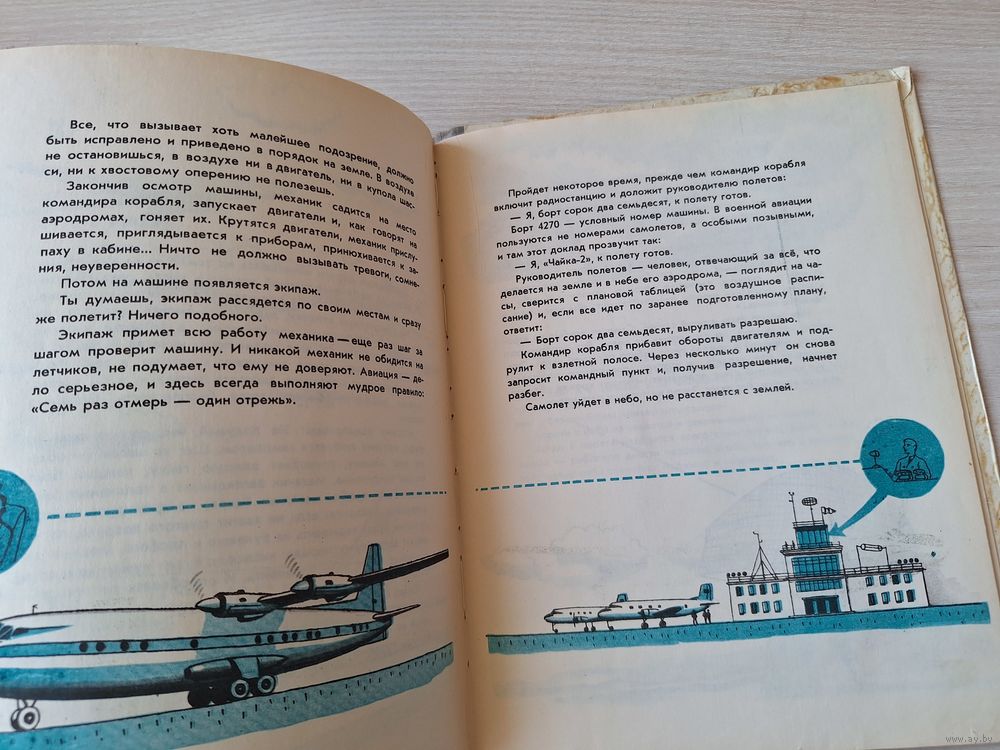 Все, что вызывает хоть малейшее подозрение, должно
быть исправлено и приведено в порядок на земле. В воздухе
не остановишься, в воздухе ни в двигатель, ни в купола шас-
си, ни к хвостовому оперению не полезешь.
Закончив осмотр машины, механик садится на место
командира корабля, запускает двигатели и, как говорят на
аэродромах, гоняет их. Крутятся двигатели, механик прислу-
шивается, приглядывается к приборам, принюхивается к за-
паху в кабине... Ничто не должно вызывать тревоги, сомне-
ния, неуверенности.
Потом на машине появляется экипаж.
Ты думаешь, экипаж рассядется по своим местам и сразу
же полетит? Ничего подобного.
Экипаж примет всю работу механика — еще раз шаг за
шагом проверит машину. И никакой механик не обидится на
летчиков, не подумает, что ему не доверяют. Авиация — де-
ло серьезное, и здесь всегда выполняют мудрое правило:
«Семь раз отмерь — один отрежь».
Пройдет некоторое время, прежде чем командир корабля
включит радиостанцию и доложит руководителю полетов:
— Я, борт сорок два семьдесят, к полету готов.
Борт 4270 — условный номер машины. В военной авиации
пользуются не номерами самолетов, а особыми позывными,
и там этот доклад прозвучит так:
— Я, «Чайка-2», к полету готов.
Руководитель полетов — человек, отвечающий за всё, что
делается на земле и в небе его аэродрома, — поглядит на ча-
сы, сверится с плановой таблицей (это воздушное распи-
сание) и, если все идет по заранее подготовленному плану,
ответит:
— Борт сорок два семьдесят, выруливать разрешаю.
Командир корабля прибавит обороты двигателям и под-
рулит к взлетной полосе. Через несколько минут он снова
запросит командный пункт и, получив разрешение, начнет
разбег.
Самолет уйдет в небо, но не расстанется с землей.
www.ay.by